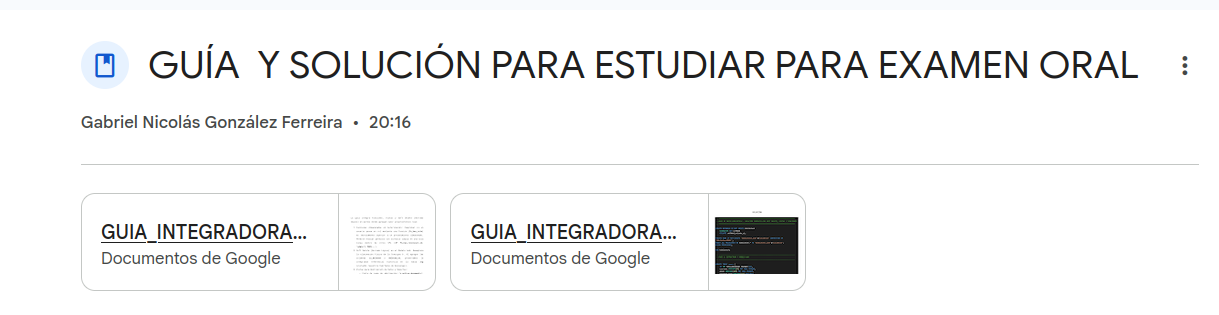 GUÍA Y SOLUCIÓN PARA ESTUDIAR PARA EXAMEN ORAL
Gabriel Nicolás González Ferreira • 20:16
GUIA_INTEGRADORA...
Documentos de Google
GUIA_INTEGRADORA...
Documentos de Google